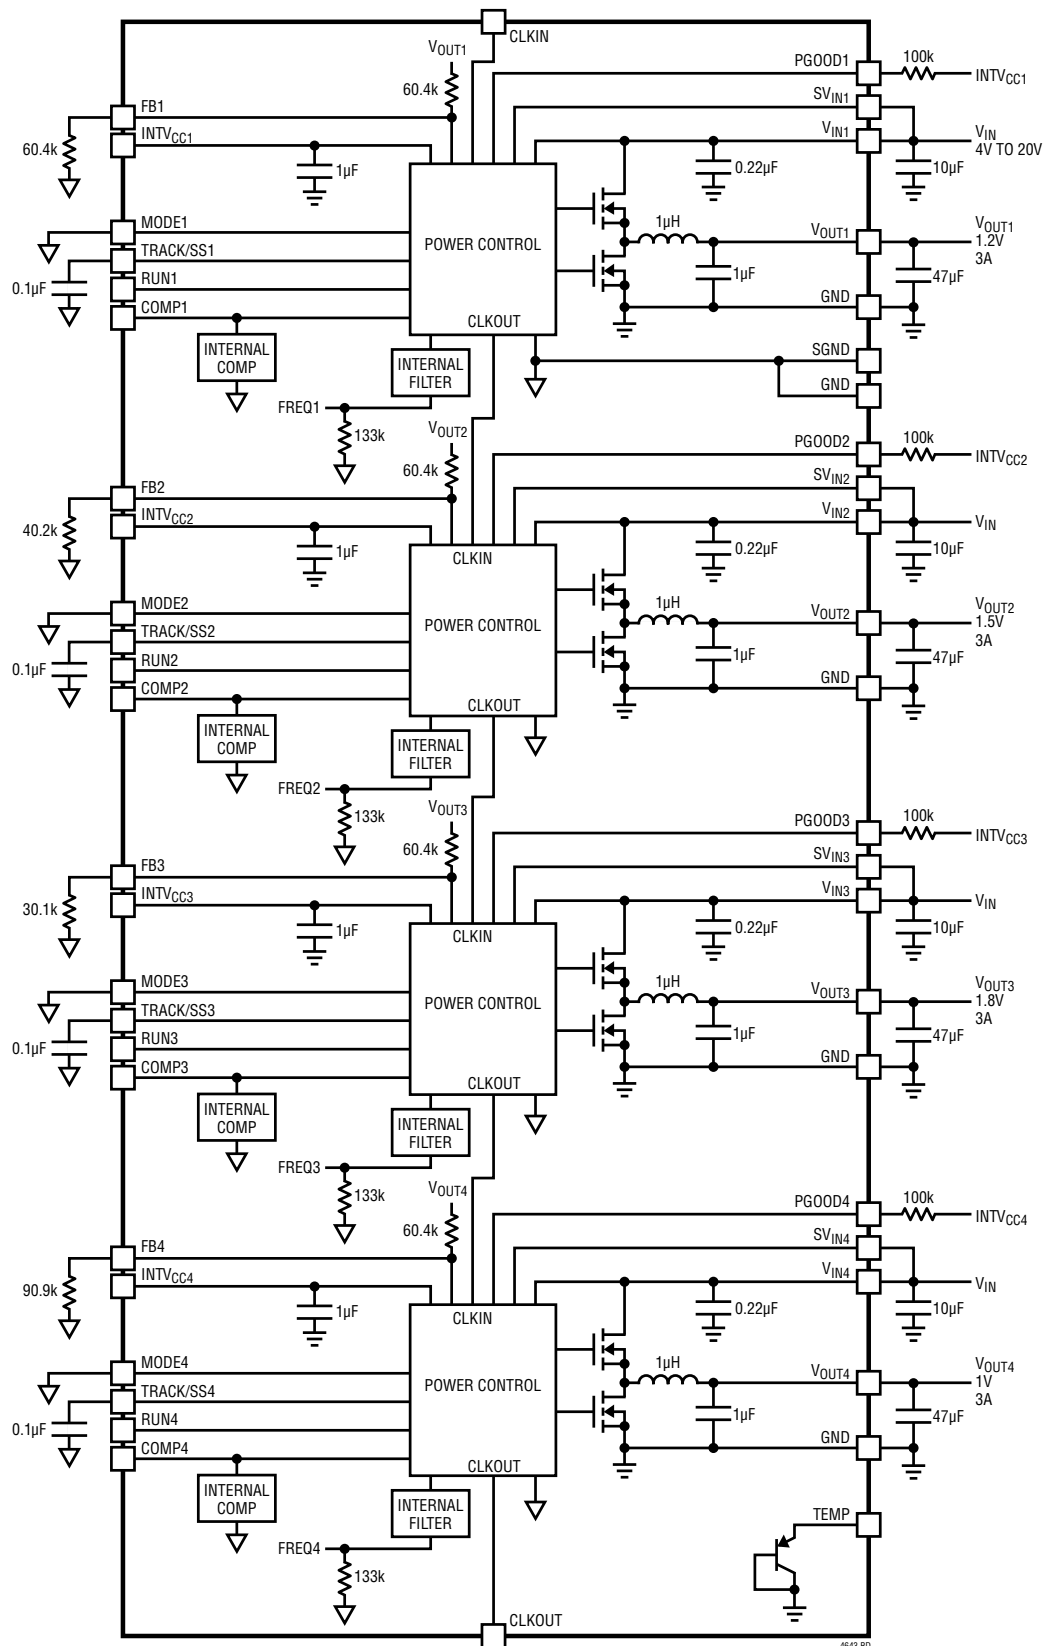 CLKIN
VOUT1
60.4k
PGOOD1
100k
INTVCC1
SVIN1
FB1
60.4k
INTVCC1
1µF
VIN1
VIN
4V TO 20V
0.22µF
10µF
MODE1
TRACK/SS1
0.1µF
RUN1
COMP1
POWER CONTROL
1µH
VOUT1
VOUT1
1.2V
3A
1µF
47µF
GND
CLKOUT
INTERNAL
COMP
INTERNAL
FILTER
SGND
GND
FREQ1
133k
VOUT2
60.4k
PGOOD2
100k
INTVCC2
SVIN2
FB2
40.2k
INTVCC2
1µF
VIN2
VIN
0.22µF
10µF
CLKIN
MODE2
TRACK/SS2
0.1µF
RUN2
COMP2
POWER CONTROL
1µH
VOUT2
VOUT2
1.5V
3A
1µF
47µF
GND
CLKOUT
INTERNAL
COMP
INTERNAL
FILTER
FREQ2
133k
VOUT3
60.4k
PGOOD3
100k
INTVCC3
SVIN3
FB3
30.1k
INTVCC3
1µF
VIN3
VIN
0.22µF
10µF
CLKIN
MODE3
TRACK/SS3
0.1µF
RUN3
COMP3
POWER CONTROL
1µH
VOUT3
VOUT3
1.8V
3A
1µF
47µF
GND
CLKOUT
INTERNAL
COMP
INTERNAL
FILTER
FREQ3
133k
VOUT4
60.4k
PGOOD4
100k
INTVCC4
SVIN4
FB4
90.9k
INTVCC4
1µF
VIN4
VIN
0.22µF
10µF
CLKIN
MODE4
TRACK/SS4
0.1µF
RUN4
COMP4
POWER CONTROL
1µH
VOUT4
VOUT4
1V
3A
1µF
47µF
GND
CLKOUT
INTERNAL
COMP
INTERNAL
FILTER
TEMP
FREQ4
133k
CLKOUT